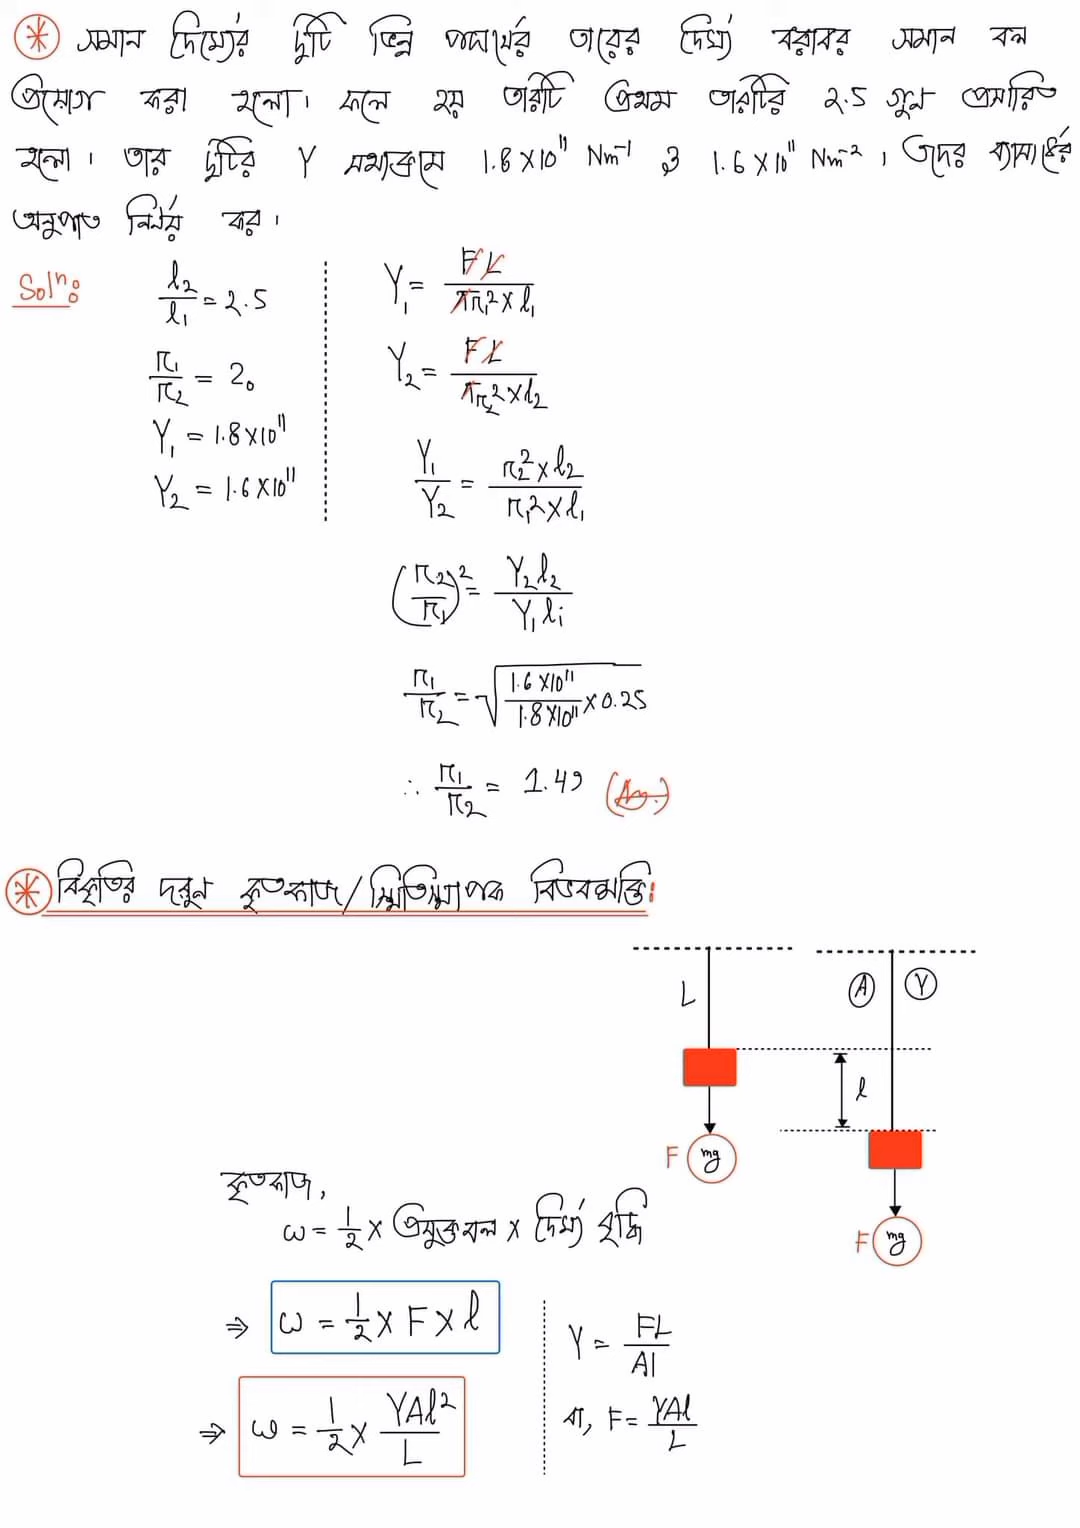 সমান দৈর্ঘ্যের দুটি ভিন্ন পদার্থের তারের দৈর্ঘ্য বরাবর সমান বল
প্রয়োগ করা হলো। ফলে ২য় তারটি প্রথম তারটির ২.5 গুণ প্রসারিত
হলো। তার দুটির Y যথাক্রমে 1.8×10¹¹ Nm⁻¹ ও 1.6×10¹¹ Nm⁻², তাদের ব্যাসার্ধের
অনুপাত নির্ণয় কর।
Solⁿ:
l₂/l₁ = 2.5
r₁/r₂ = ?
Y₁ = 1.8×10¹¹
Y₂ = 1.6×10¹¹
Y₁ = FL/πr₁²×l₁
Y₂ = FL/πr₂²×l₂
Y₁/Y₂ = r₂²×l₂/r₁²×l₁
(r₂/r₁)² = Y₂l₂/Y₁l₁
r₁/r₂ = √(1.6×10¹¹/1.8×10¹¹ × 0.25)
∴ r₁/r₂ = 1.49 (Ans.)
বিকৃতির দরুণ কৃতকাজ/স্থিতিস্থাপক বিভবশক্তি:
L
A Y
l
F mg
F mg
কৃতকাজ,
ω = 1/2 × প্রযুক্তবল × দৈর্ঘ্য বৃদ্ধি
⇒ ω = 1/2 × F × l
Y = FL/Al
⇒ ω = 1/2 × YAl²/L
বা, F = YAl/L